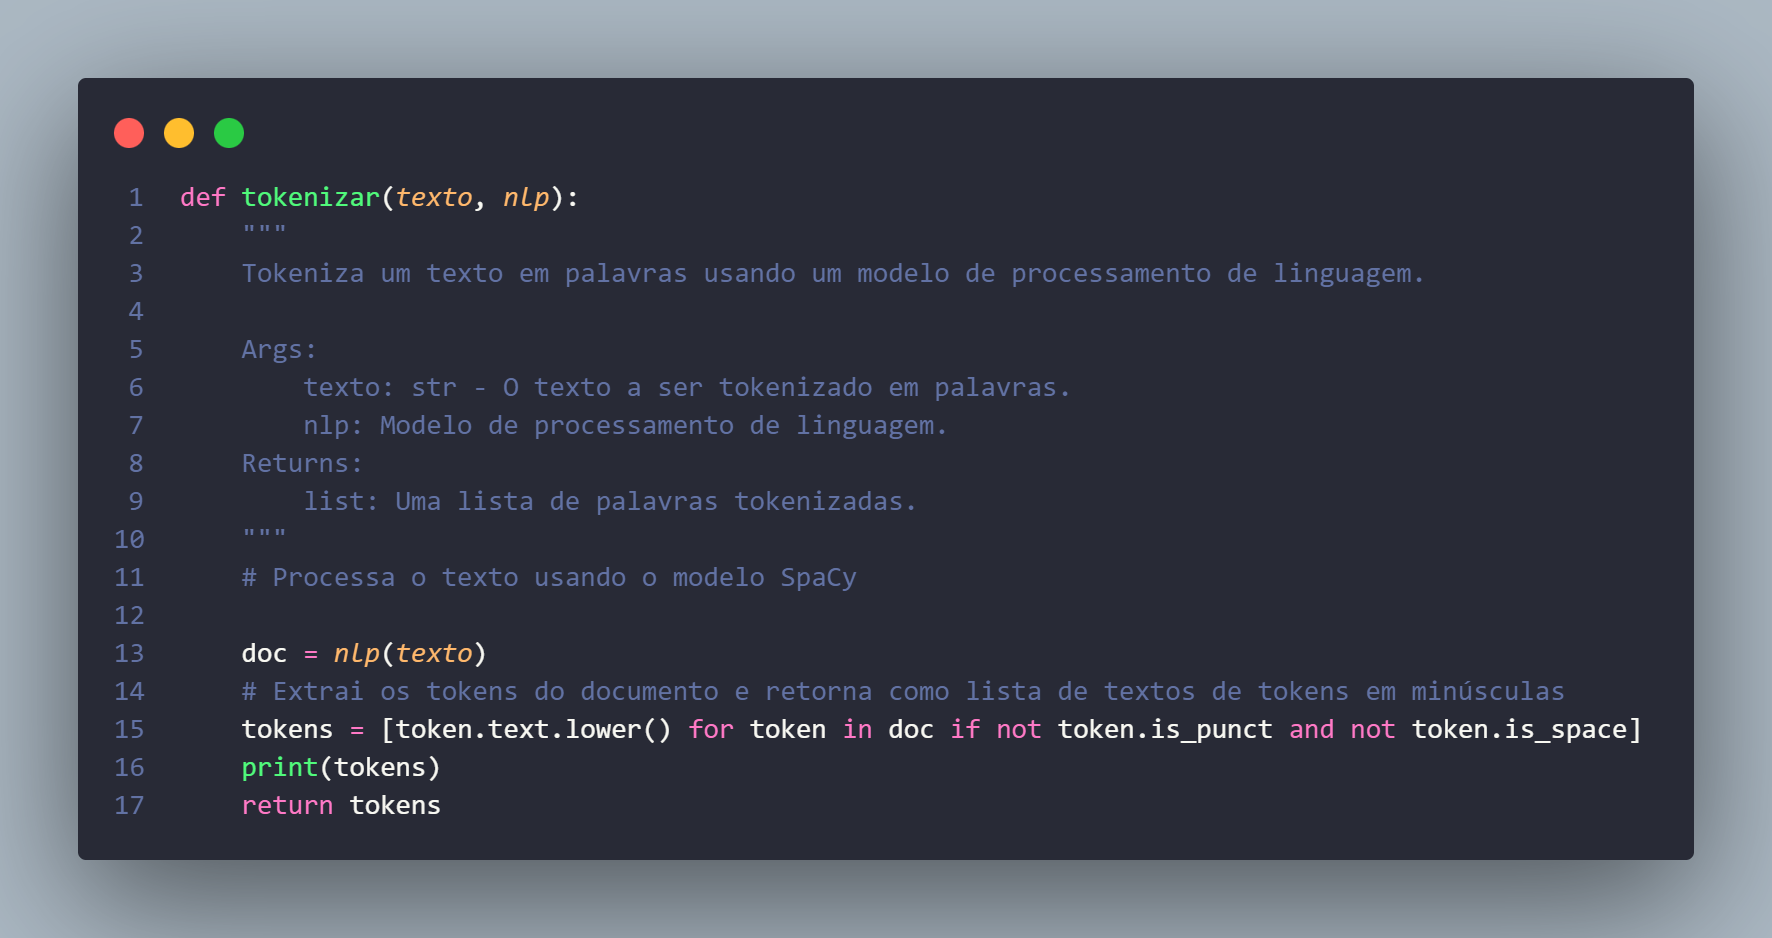 1 def tokenizar(texto, nlp):
2     """
3     Tokeniza um texto em palavras usando um modelo de processamento de linguagem.
4
5     Args:
6         texto: str - O texto a ser tokenizado em palavras.
7         nlp: Modelo de processamento de linguagem.
8     Returns:
9         list: Uma lista de palavras tokenizadas.
10     """
11     # Processa o texto usando o modelo SpaCy
12
13     doc = nlp(texto)
14     # Extrai os tokens do documento e retorna como lista de textos de tokens em minúsculas
15     tokens = [token.text.lower() for token in doc if not token.is_punct and not token.is_space]
16     print(tokens)
17     return tokens